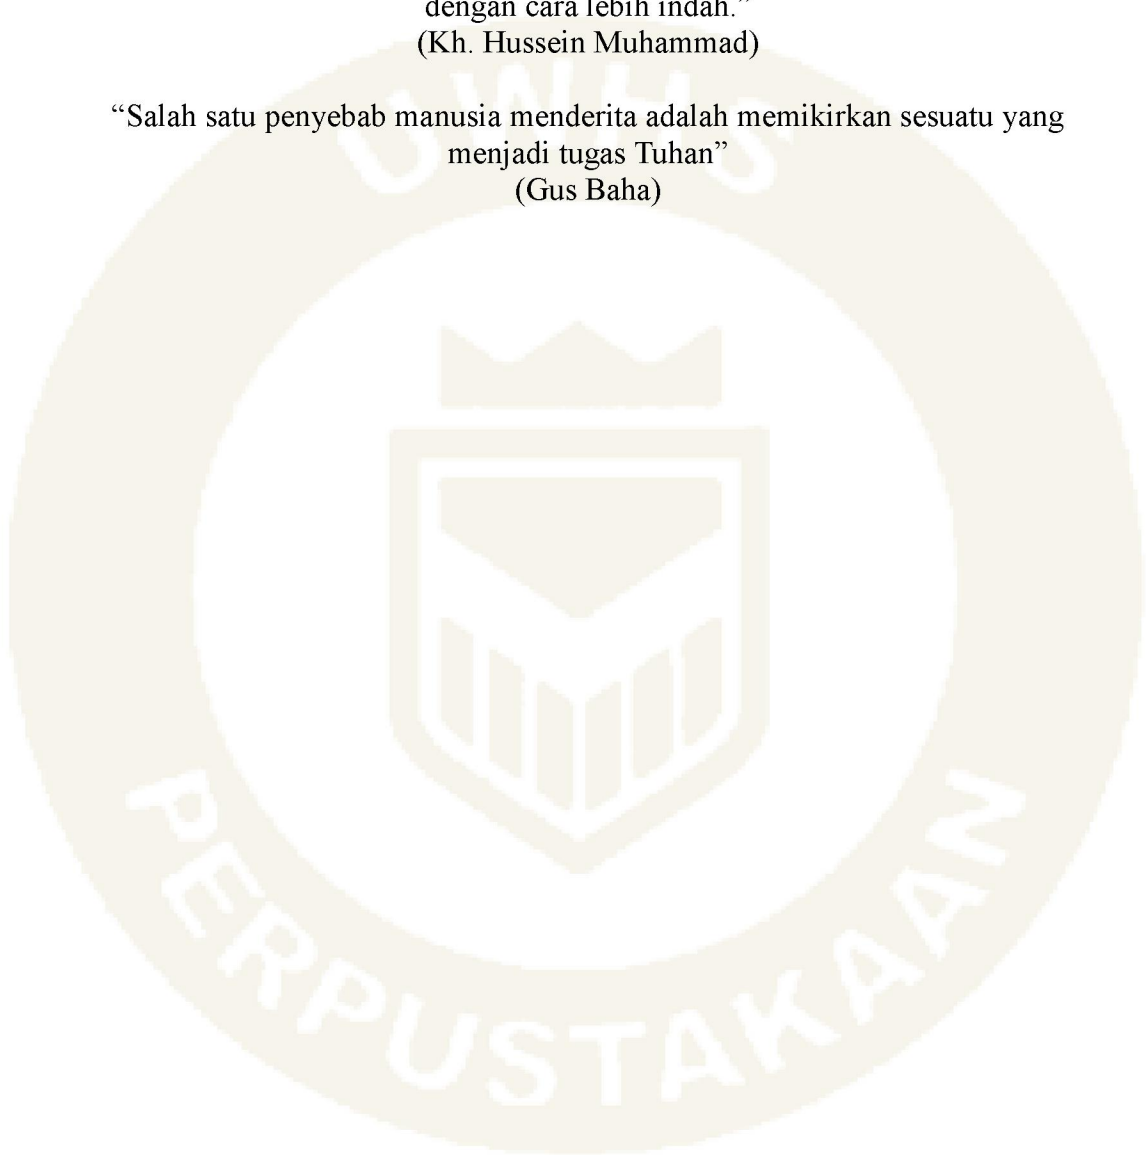 dengan cara lebih indah.”
(Kh. Hussein Muhammad)
“Salah satu penyebab manusia menderita adalah memikirkan sesuatu yang
menjadi tugas Tuhan”
(Gus Baha)
UWHS
PERPUSTAKAAN